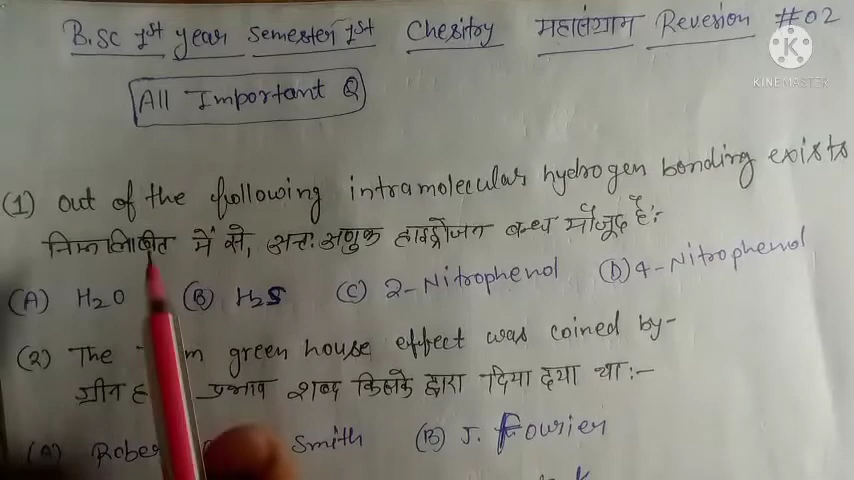 B.Sc 1st year Semester 1st Chesitry महासंग्राम Reversion #02
KINEMASTER
All Important Q
(1) out of the following intramolecular hydrogen bonding exists
निम्नलिखीत में से, अन्त: अणुक हाइड्रोजन बन्ध मौजूद है:-
(A) H2O (B) H2S (C) 2-Nitrophenol (D) 4-Nitrophenol
(2) The green house effect was coined by-
ग्रीन प्रभाव शब्द किसके द्वारा दिया दया था:-
(A) Smith (B) J. Fourier